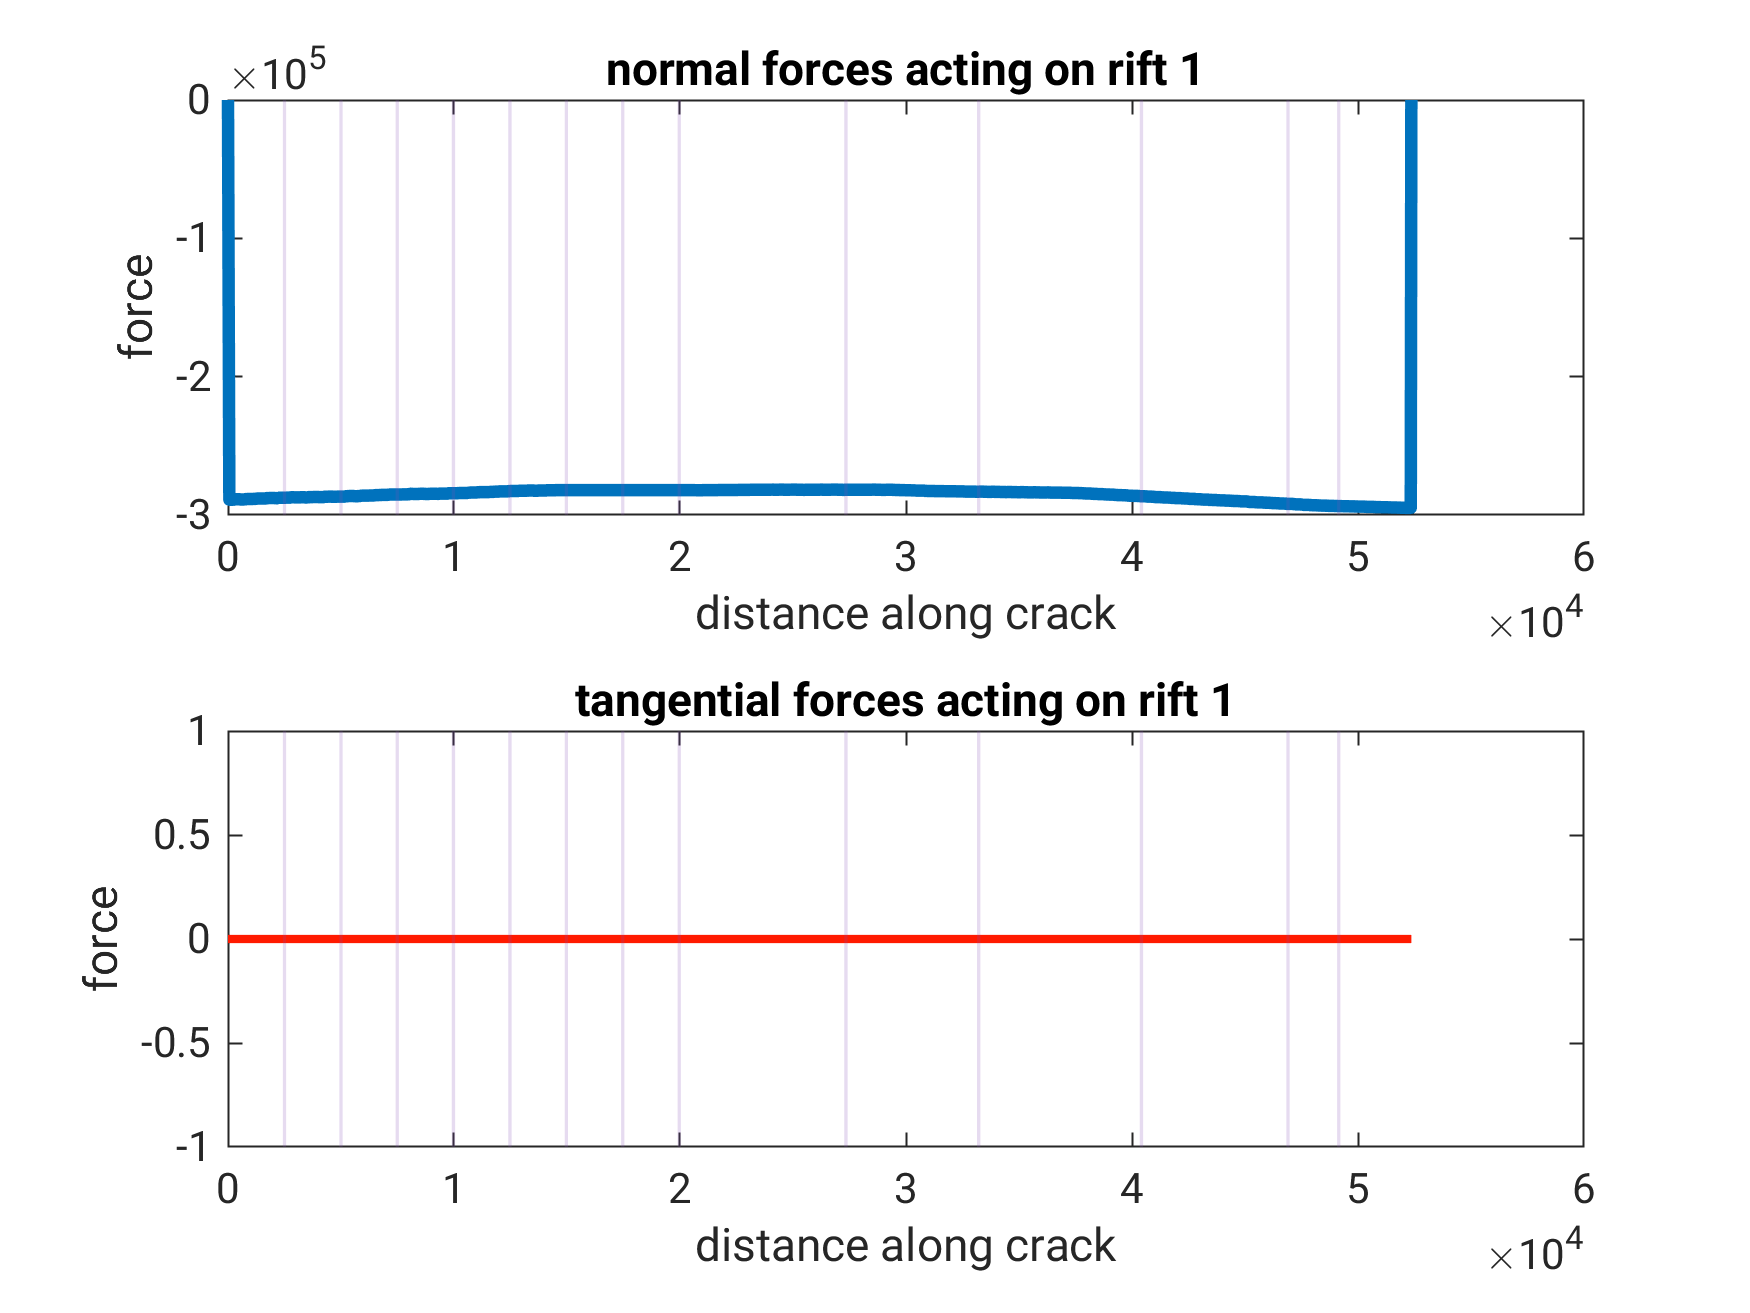 ×10⁵
normal forces acting on rift 1
0
-1
-2
-3
force
0 1 2 3 4 5 6
distance along crack
×10⁴
tangential forces acting on rift 1
1
0.5
0
-0.5
-1
force
0 1 2 3 4 5 6
distance along crack
×10⁴